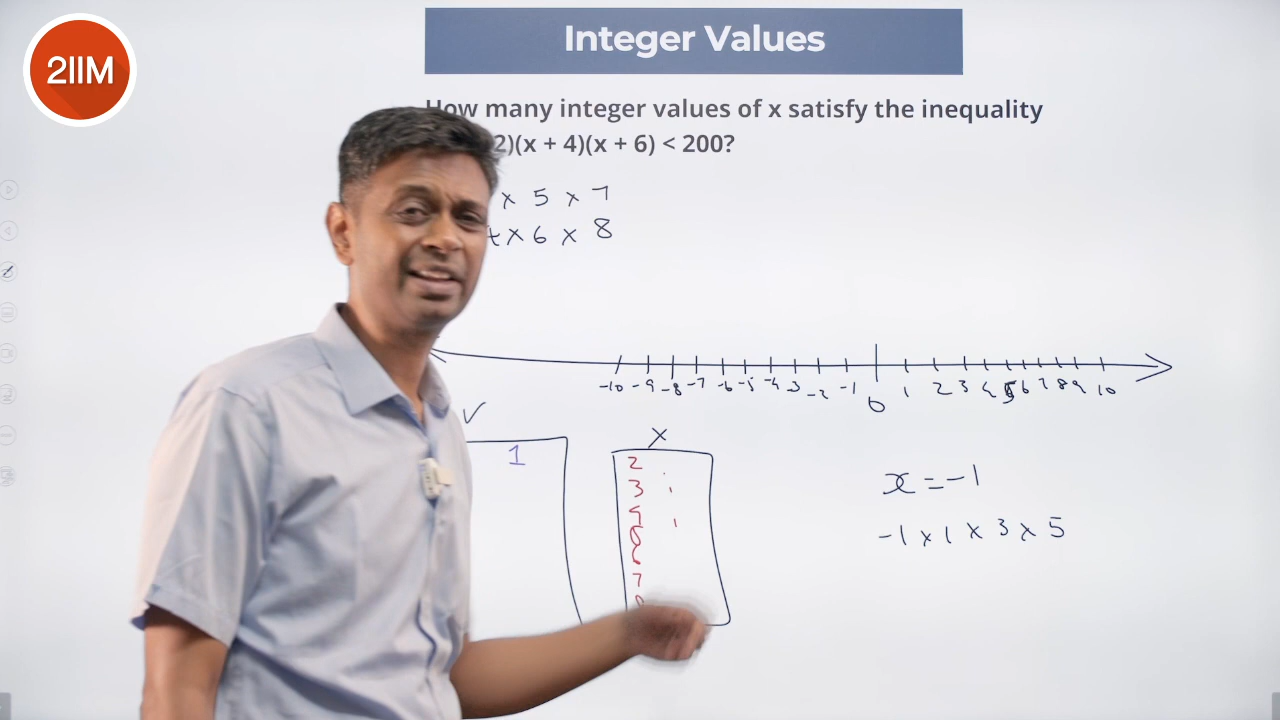 2IIM
Integer Values
How many integer values of x satisfy the inequality
2)(x + 4)(x + 6) < 200?
x 5 x 7
x 6 x 8
-10 -9 -8 -7 -6 -5 -4 -3 -2 -1 0 1 2 3 4 5 6 7 8 9 10
✓
1
x
2
3
4
5
6
7
x = -1
-1 x 1 x 3 x 5